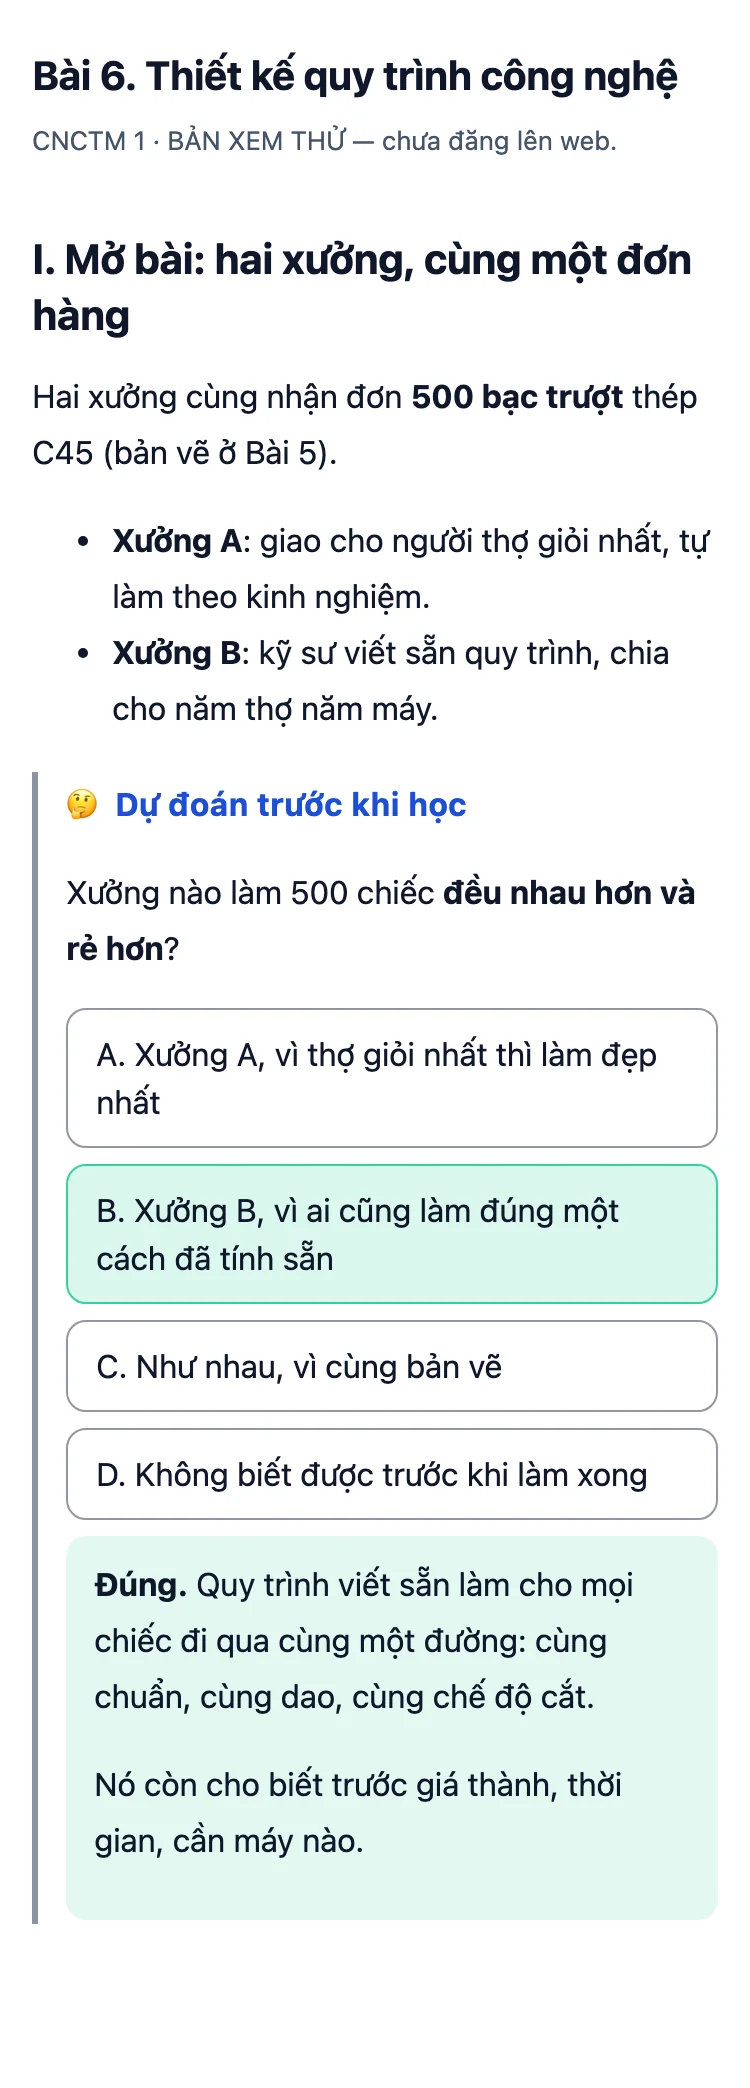 Bài 6. Thiết kế quy trình công nghệ
CNCTM 1 · BẢN XEM THỬ — chưa đăng lên web.
I. Mở bài: hai xưởng, cùng một đơn
hàng
Hai xưởng cùng nhận đơn 500 bạc trượt thép
C45 (bản vẽ ở Bài 5).
• Xưởng A: giao cho người thợ giỏi nhất, tự
làm theo kinh nghiệm.
• Xưởng B: kỹ sư viết sẵn quy trình, chia
cho năm thợ năm máy.
🤔 Dự đoán trước khi học
Xưởng nào làm 500 chiếc đều nhau hơn và
rẻ hơn?
A. Xưởng A, vì thợ giỏi nhất thì làm đẹp
nhất
B. Xưởng B, vì ai cũng làm đúng một
cách đã tính sẵn
C. Như nhau, vì cùng bản vẽ
D. Không biết được trước khi làm xong
Đúng. Quy trình viết sẵn làm cho mọi
chiếc đi qua cùng một đường: cùng
chuẩn, cùng dao, cùng chế độ cắt.
Nó còn cho biết trước giá thành, thời
gian, cần máy nào.